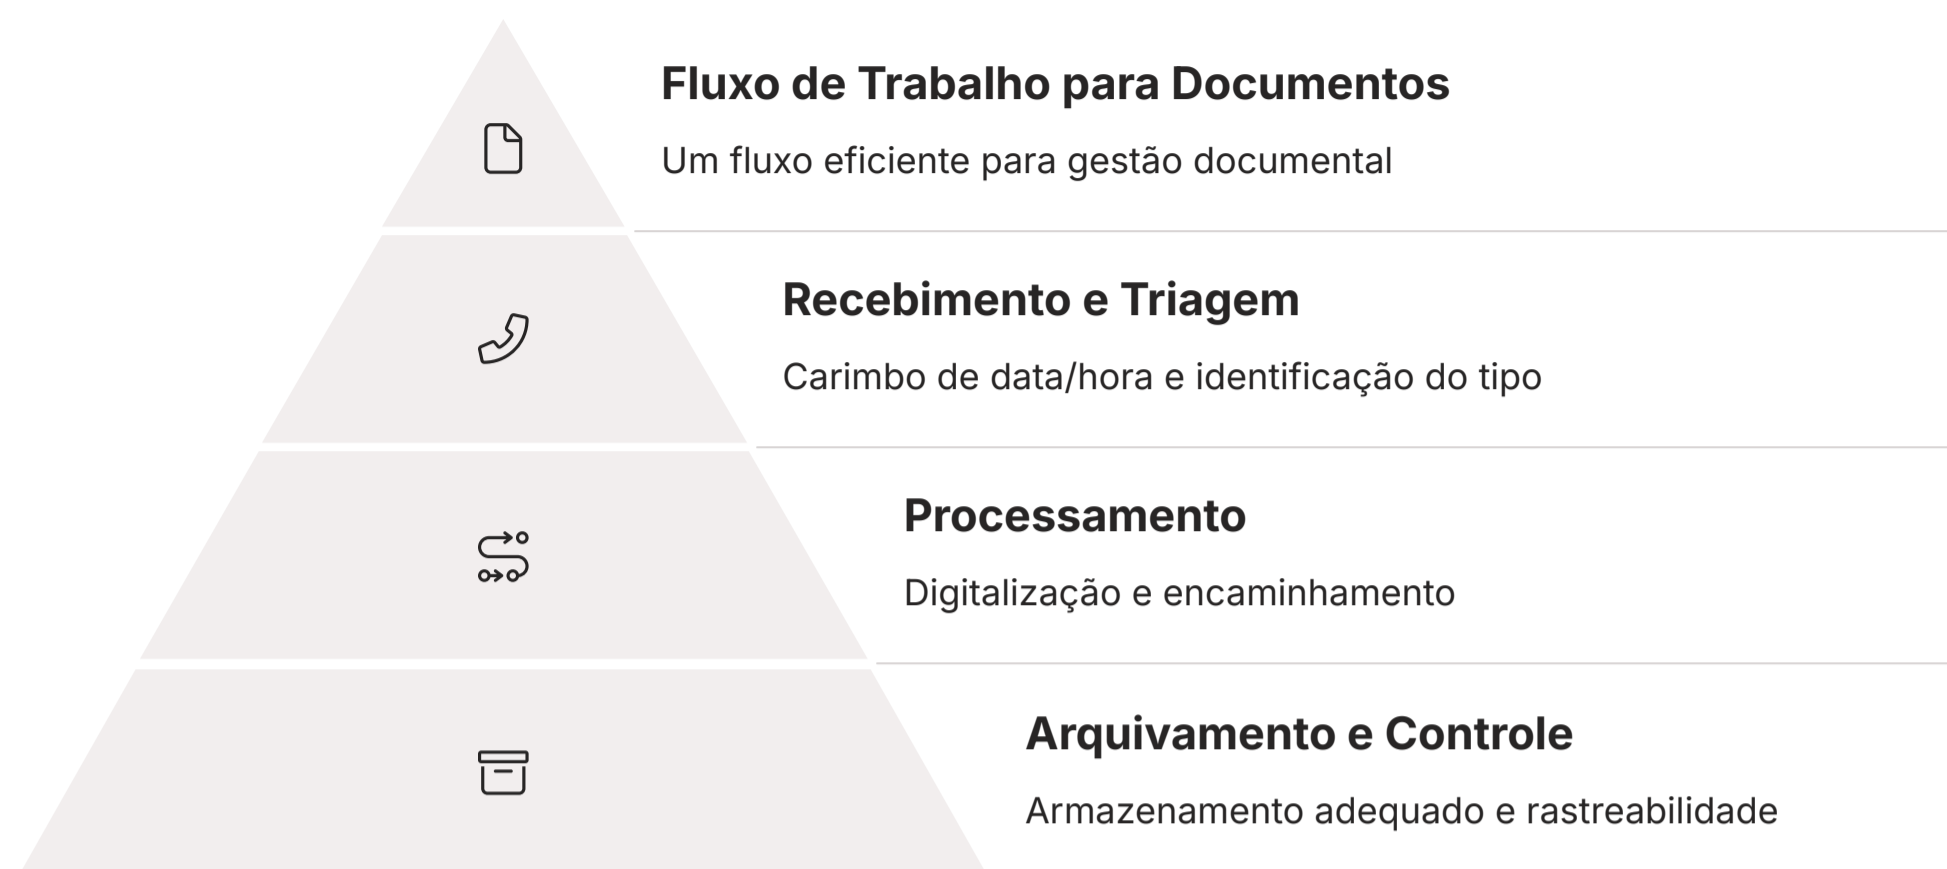 Fluxo de Trabalho para Documentos
Um fluxo eficiente para gestão documental
Recebimento e Triagem
Carimbo de data/hora e identificação do tipo
Processamento
Digitalização e encaminhamento
Arquivamento e Controle
Armazenamento adequado e rastreabilidade